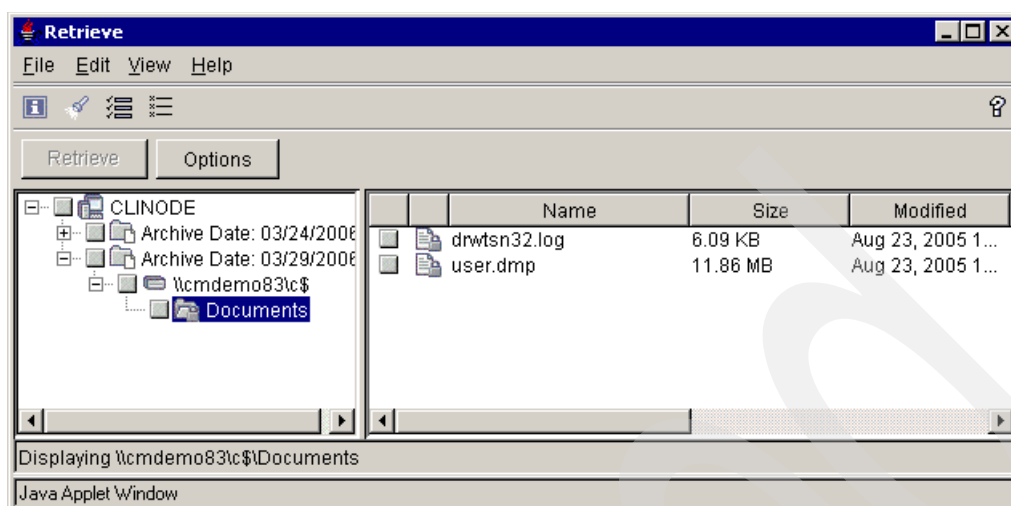 Retrieve
File Edit View Help
Retrieve Options
CLINODE
Archive Date: 03/24/2006
Archive Date: 03/29/2006
\\cmdemo83\c$
Documents
Name Size Modified
drwtsn32.log 6.09 KB Aug 23, 2005 1...
user.dmp 11.86 MB Aug 23, 2005 1...
Displaying \\cmdemo83\c$\Documents
Java Applet Window